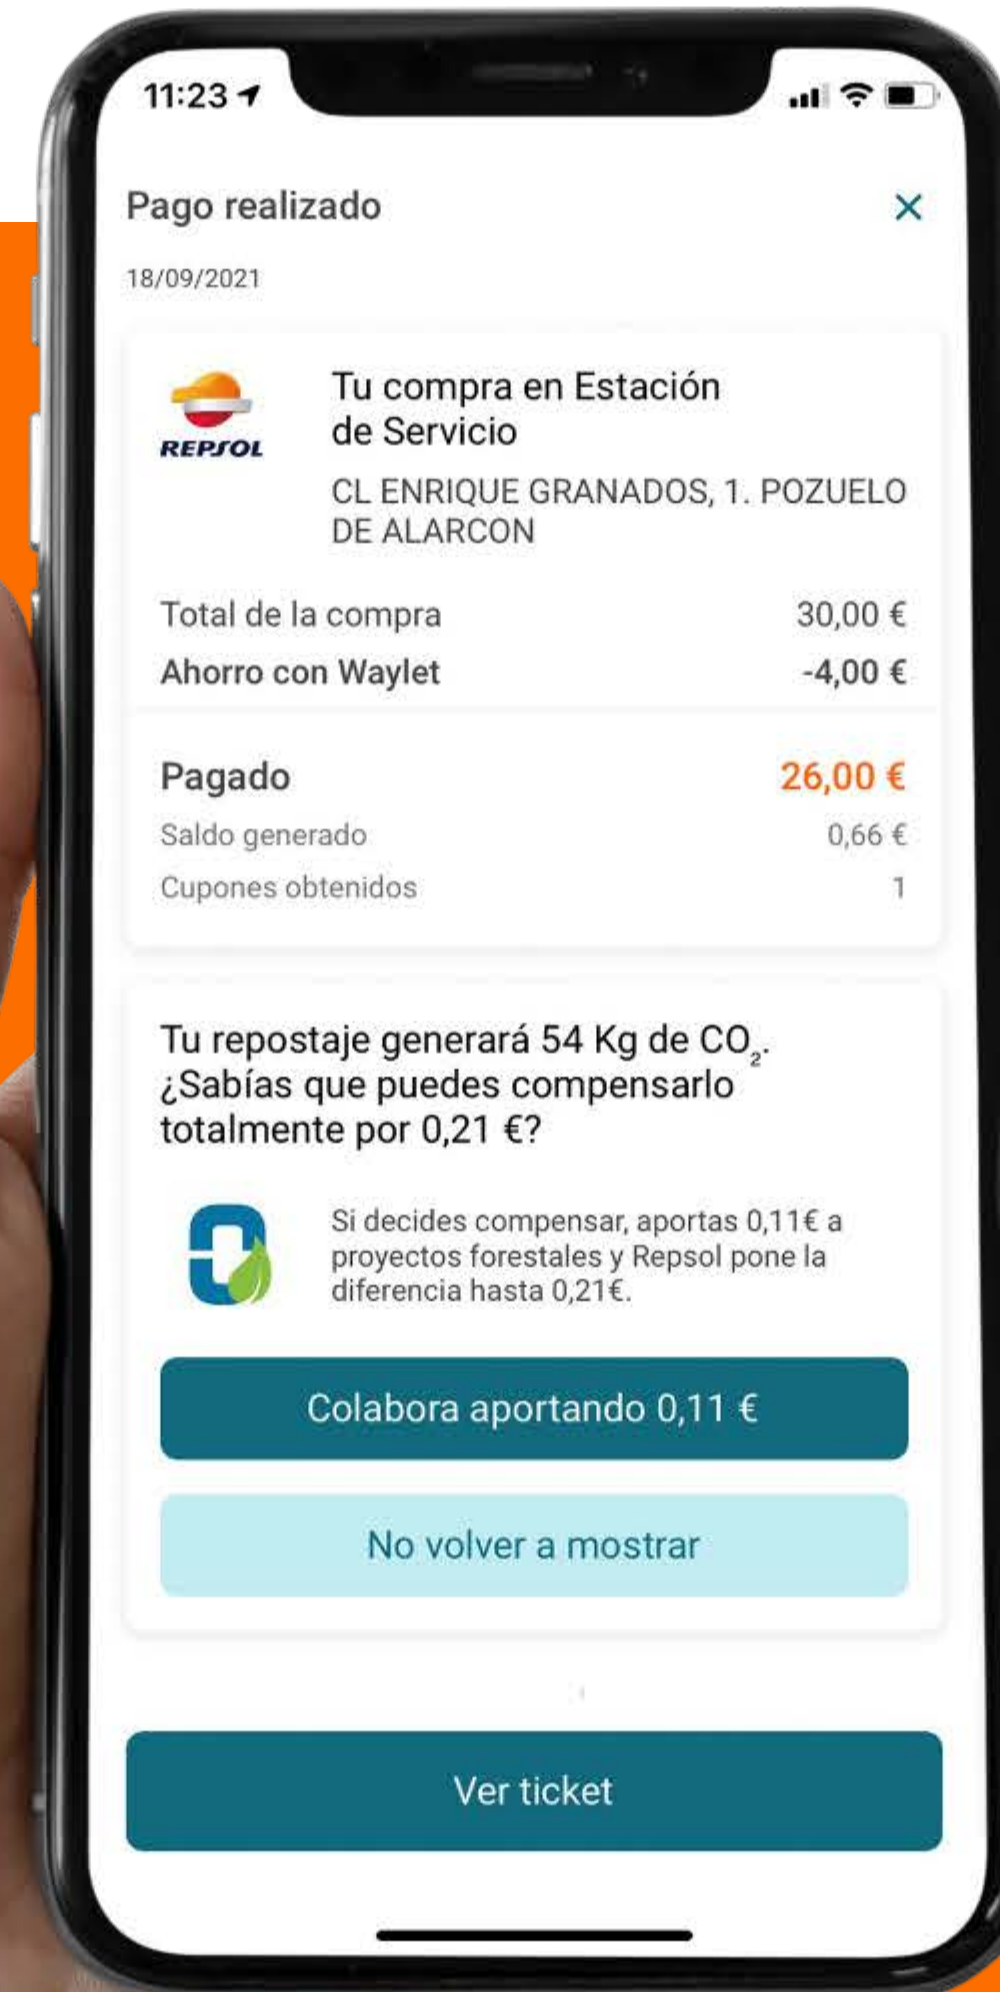 11:23
Pago realizado
18/09/2021
REPSOL
Tu compra en Estación
de Servicio
CL ENRIQUE GRANADOS, 1. POZUELO
DE ALARCON
Total de la compra 30,00 €
Ahorro con Waylet -4,00 €
Pagado 26,00 €
Saldo generado 0,66 €
Cupones obtenidos 1
Tu repostaje generará 54 Kg de CO₂.
¿Sabías que puedes compensarlo
totalmente por 0,21 €?
Si decides compensar, aportas 0,11€ a
proyectos forestales y Repsol pone la
diferencia hasta 0,21€.
Colabora aportando 0,11 €
No volver a mostrar
Ver ticket